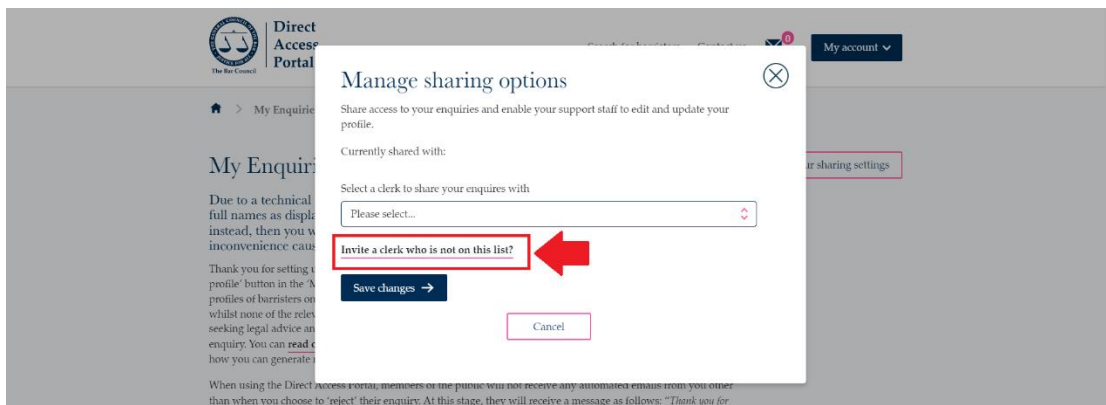 Direct
Access
Portal
The Bar Council
0
My account
My Enquirie
My Enquiri
ur sharing settings
Due to a technical
full names as displa
instead, then you w
inconvenience caus
Thank you for setting u
profile' button in the 'M
profiles of barristers on
whilst none of the relev
seeking legal advice an
enquiry. You can read
how you can generate
When using the Direct Access Portal, members of the public will not receive any automated emails from you other
than when you choose to 'reject' their enquiry. At this stage, they will receive a message as follows: "Thank you for
Manage sharing options
Share access to your enquiries and enable your support staff to edit and update your
profile.
Currently shared with:
Select a clerk to share your enquires with
Please select...
Invite a clerk who is not on this list?
Save changes
Cancel